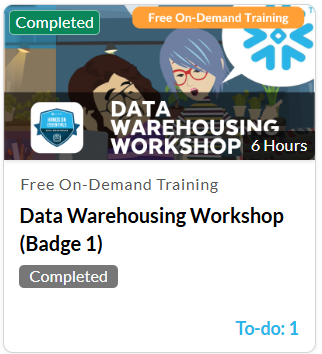 Completed
Free On-Demand Training
DATA
WAREHOUSING
WORKSHOP
6 Hours
Free On-Demand Training
Data Warehousing Workshop
(Badge 1)
Completed
To-do: 1